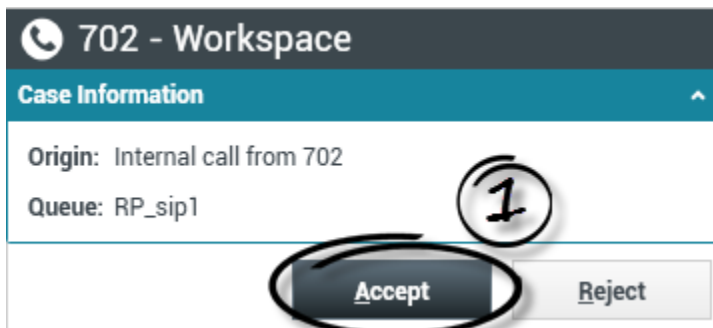 702 - Workspace
Case Information
Origin: Internal call from 702
Queue: RP_sip1
1
Accept Reject